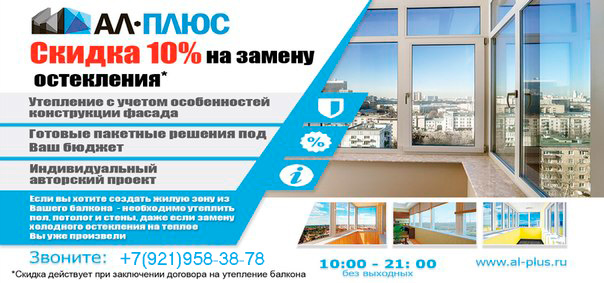 АЛ·ПЛЮС
Скидка 10% на замену
остекления*
Утепление с учетом особенностей
конструкции фасада
Готовые пакетные решения под
Ваш бюджет
%
Индивидуальный
авторский проект
i
Если вы хотите создать жилую зону из
Вашего балкона - необходимо утеплить
пол, потолог и стены, даже если замену
холодного остекления на теплое
Вы уже произвели
Звоните: +7(921)958-38-78
10:00 - 21: 00
без выходных
www.al-plus.ru
*Скидка действует при заключении договора на утепление балкона